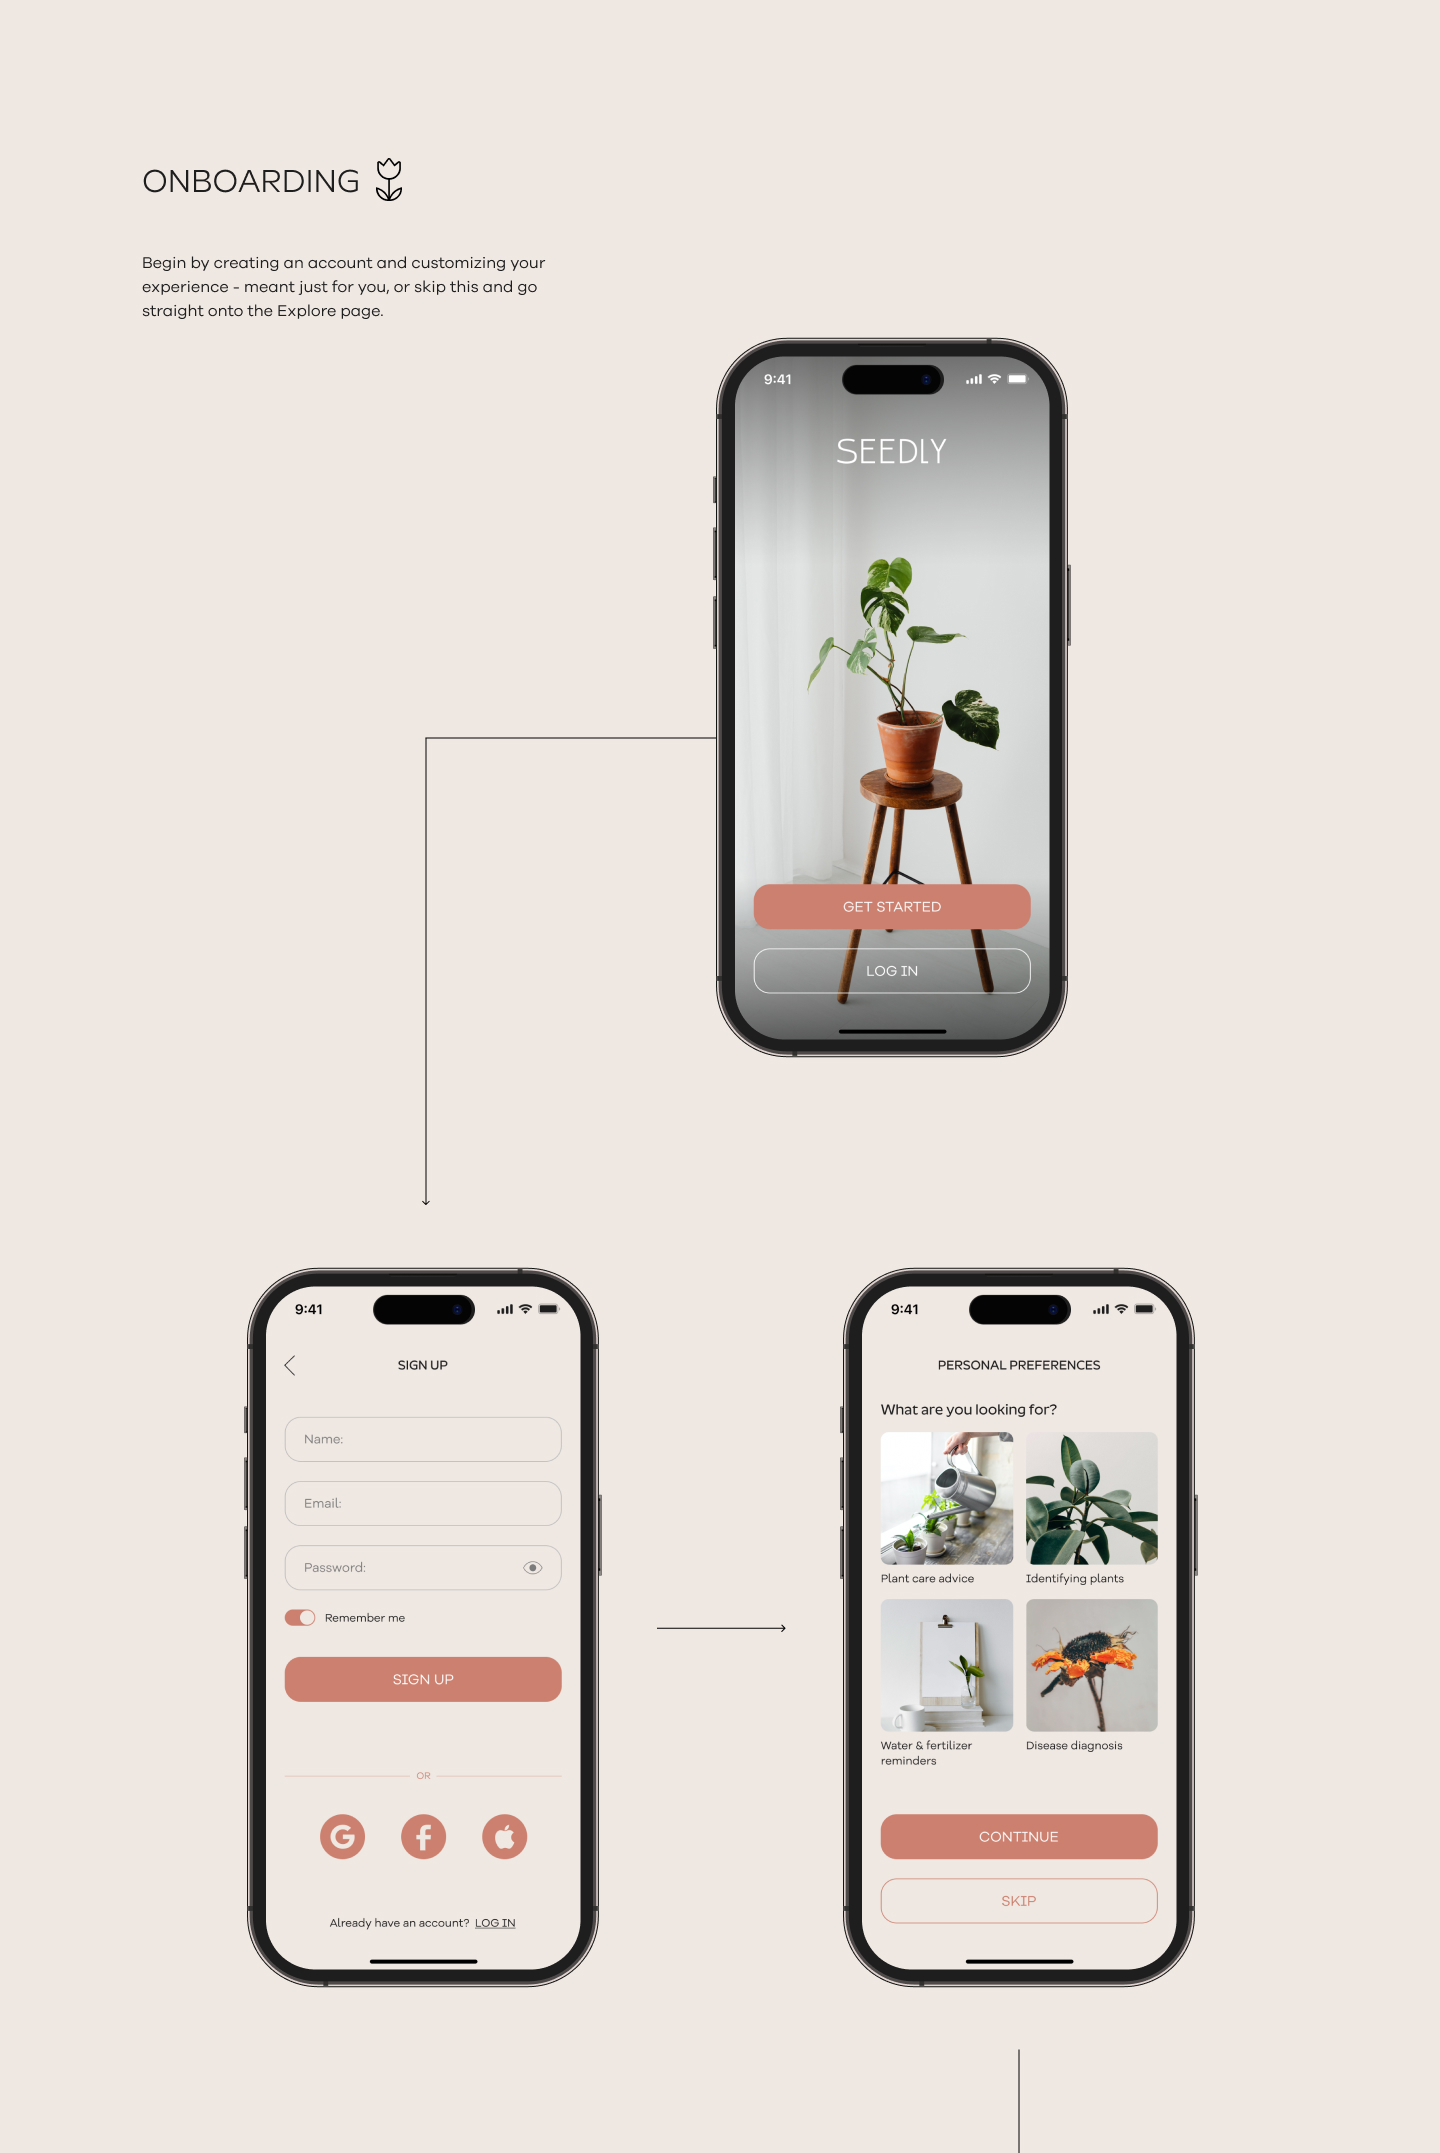 ONBOARDING
Begin by creating an account and customizing your
experience - meant just for you, or skip this and go
straight onto the Explore page.
9:41
SEEDLY
GET STARTED
LOG IN
9:41
SIGN UP
Name:
Email:
Password:
Remember me
SIGN UP
OR
Already have an account? LOG IN
9:41
PERSONAL PREFERENCES
What are you looking for?
Plant care advice
Identifying plants
Water & fertilizer
reminders
Disease diagnosis
CONTINUE
SKIP